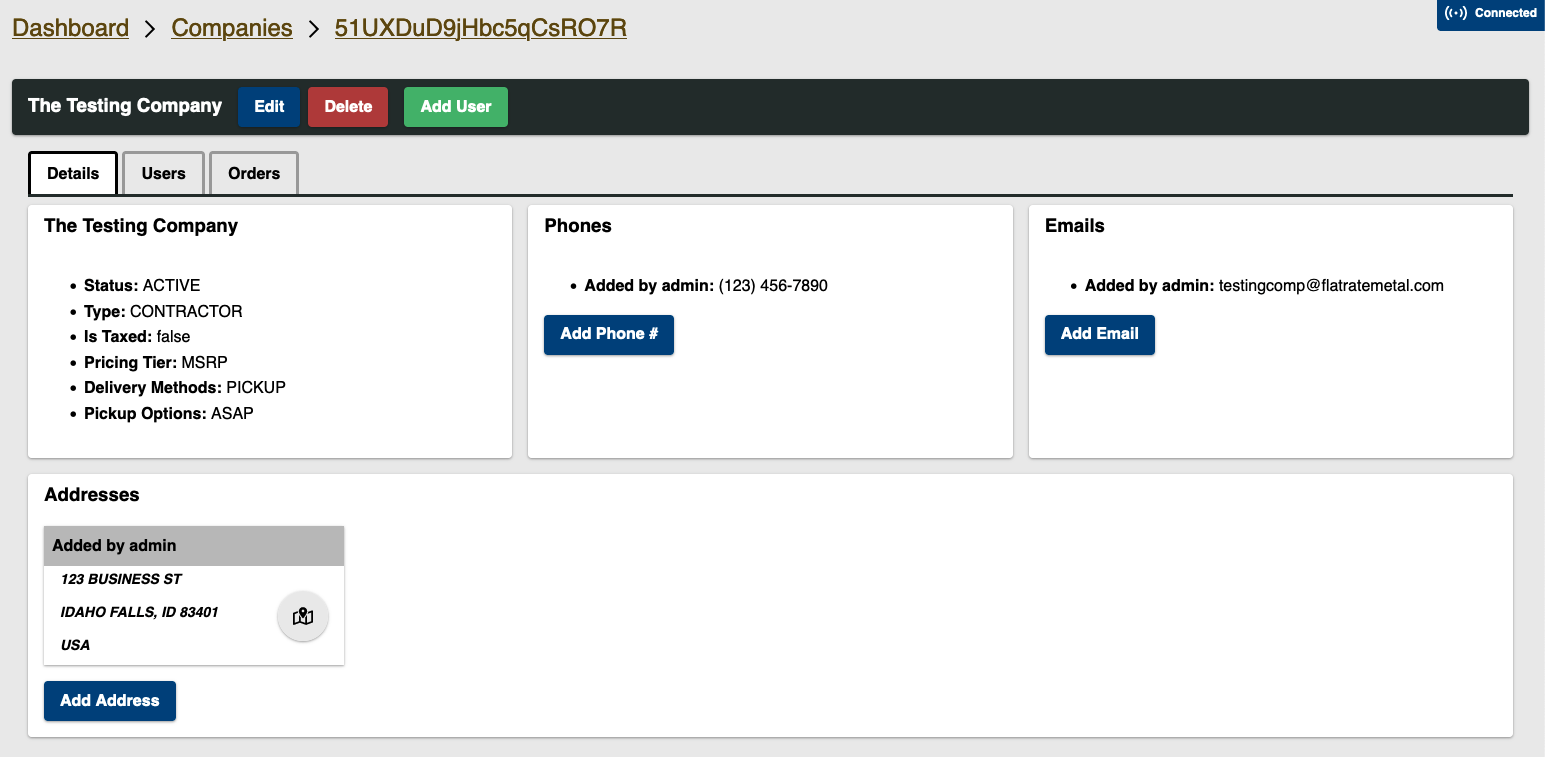 Dashboard > Companies > 51UXDuD9jHbc5qCsRO7R
Connected
The Testing Company Edit Delete Add User
Details Users Orders
The Testing Company
• Status: ACTIVE
• Type: CONTRACTOR
• Is Taxed: false
• Pricing Tier: MSRP
• Delivery Methods: PICKUP
• Pickup Options: ASAP
Phones
• Added by admin: (123) 456-7890
Add Phone #
Emails
• Added by admin: testingcomp@flatratemetal.com
Add Email
Addresses
Added by admin
123 BUSINESS ST
IDAHO FALLS, ID 83401
USA
Add Address